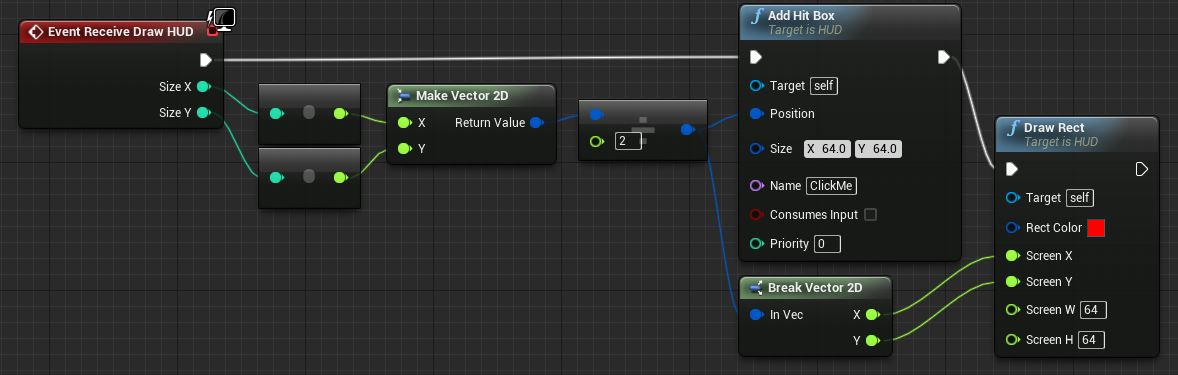 Event Receive Draw HUD
Size X
Size Y
Make Vector 2D
X
Return Value
Y
2
Add Hit Box
Target is HUD
Target self
Position
Size X 64.0 Y 64.0
Name ClickMe
Consumes Input
Priority 0
Break Vector 2D
In Vec X
Y
Draw Rect
Target is HUD
Target self
Rect Color
Screen X
Screen Y
Screen W 64
Screen H 64